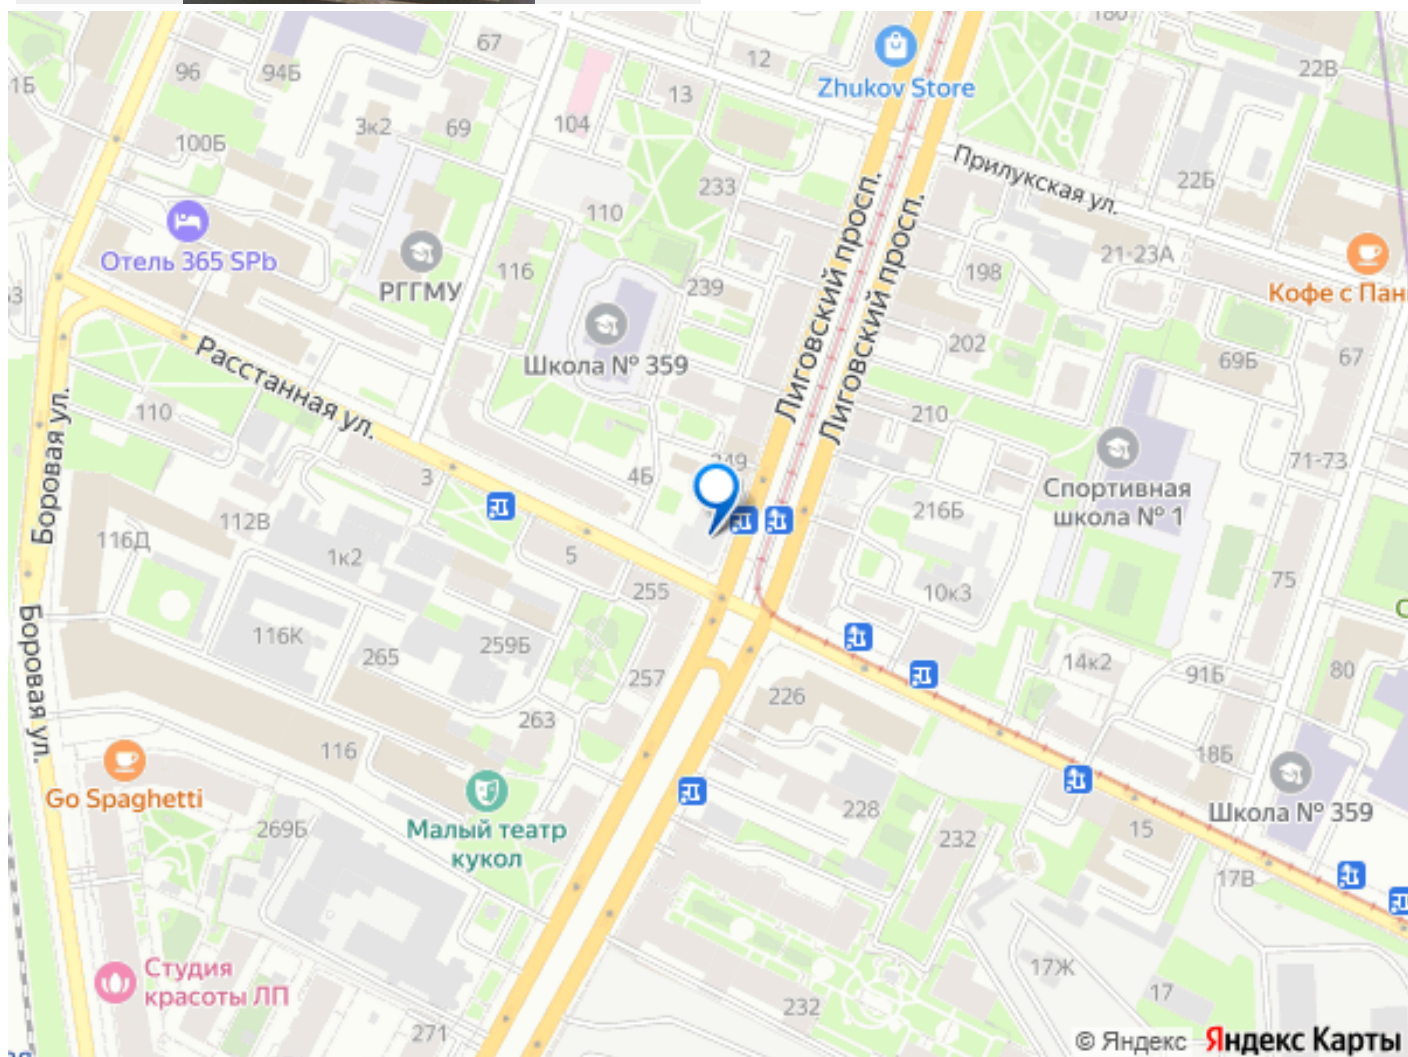 180
67
12
22В
1Б
96
94Б
Zhukov Store
13
3к2
69
104
100Б
Прилукская ул.
233
22Б
110
Лиговский просп.
Лиговский просп.
Отель 365 SPb
116
21-23А
198
РГГМУ
239
Кофе с Пан
Расстанная ул.
Школа № 359
202
69Б
67
110
210
Боровая ул.
249
71-73
3
4Б
Спортивная
школа № 1
112В
216Б
116Д
1к2
5
75
255
10к3
Боровая ул.
116К
259Б
265
14к2
91Б
80
257
226
263
116
18Б
Go Spaghetti
Школа № 359
228
269Б
Малый театр
кукол
232
15
17В
Студия
красоты ЛП
17Ж
17
232
271
© Яндекс Яндекс Карты